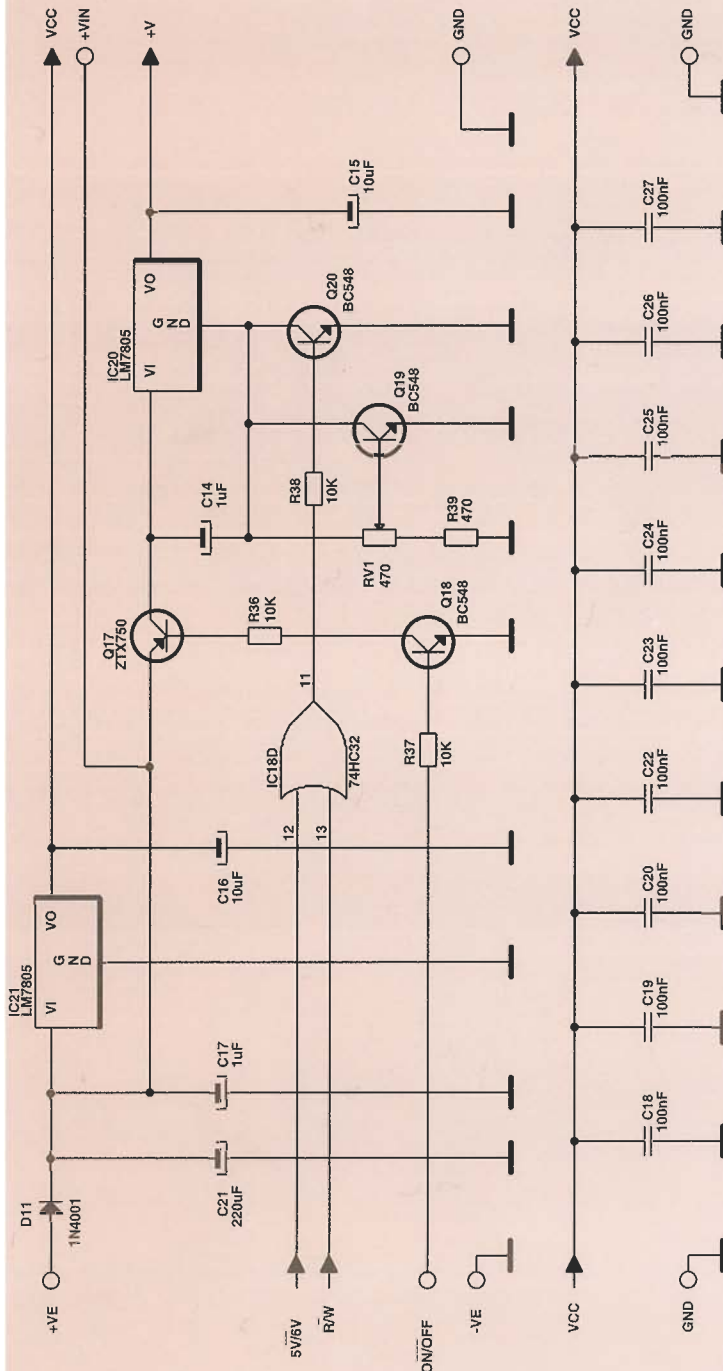 VCC
+VIN
+V
GND
VCC
GND
IC21
LM7805
VI
VO
G
N
D
D11
1N4001
+VE
C21
220uF
C17
1uF
C16
10uF
Q17
ZTX750
IC20
LM7805
VI
VO
G
N
D
C14
1uF
C15
10uF
R36
10K
R38
10K
Q20
BC548
Q19
BC548
RV1
470
R39
470
Q18
BC548
IC18D
74HC32
12
13
11
R37
10K
5V/6V
R/W
ON/OFF
-VE
VCC
GND
C18
100nF
C19
100nF
C20
100nF
C22
100nF
C23
100nF
C24
100nF
C25
100nF
C26
100nF
C27
100nF